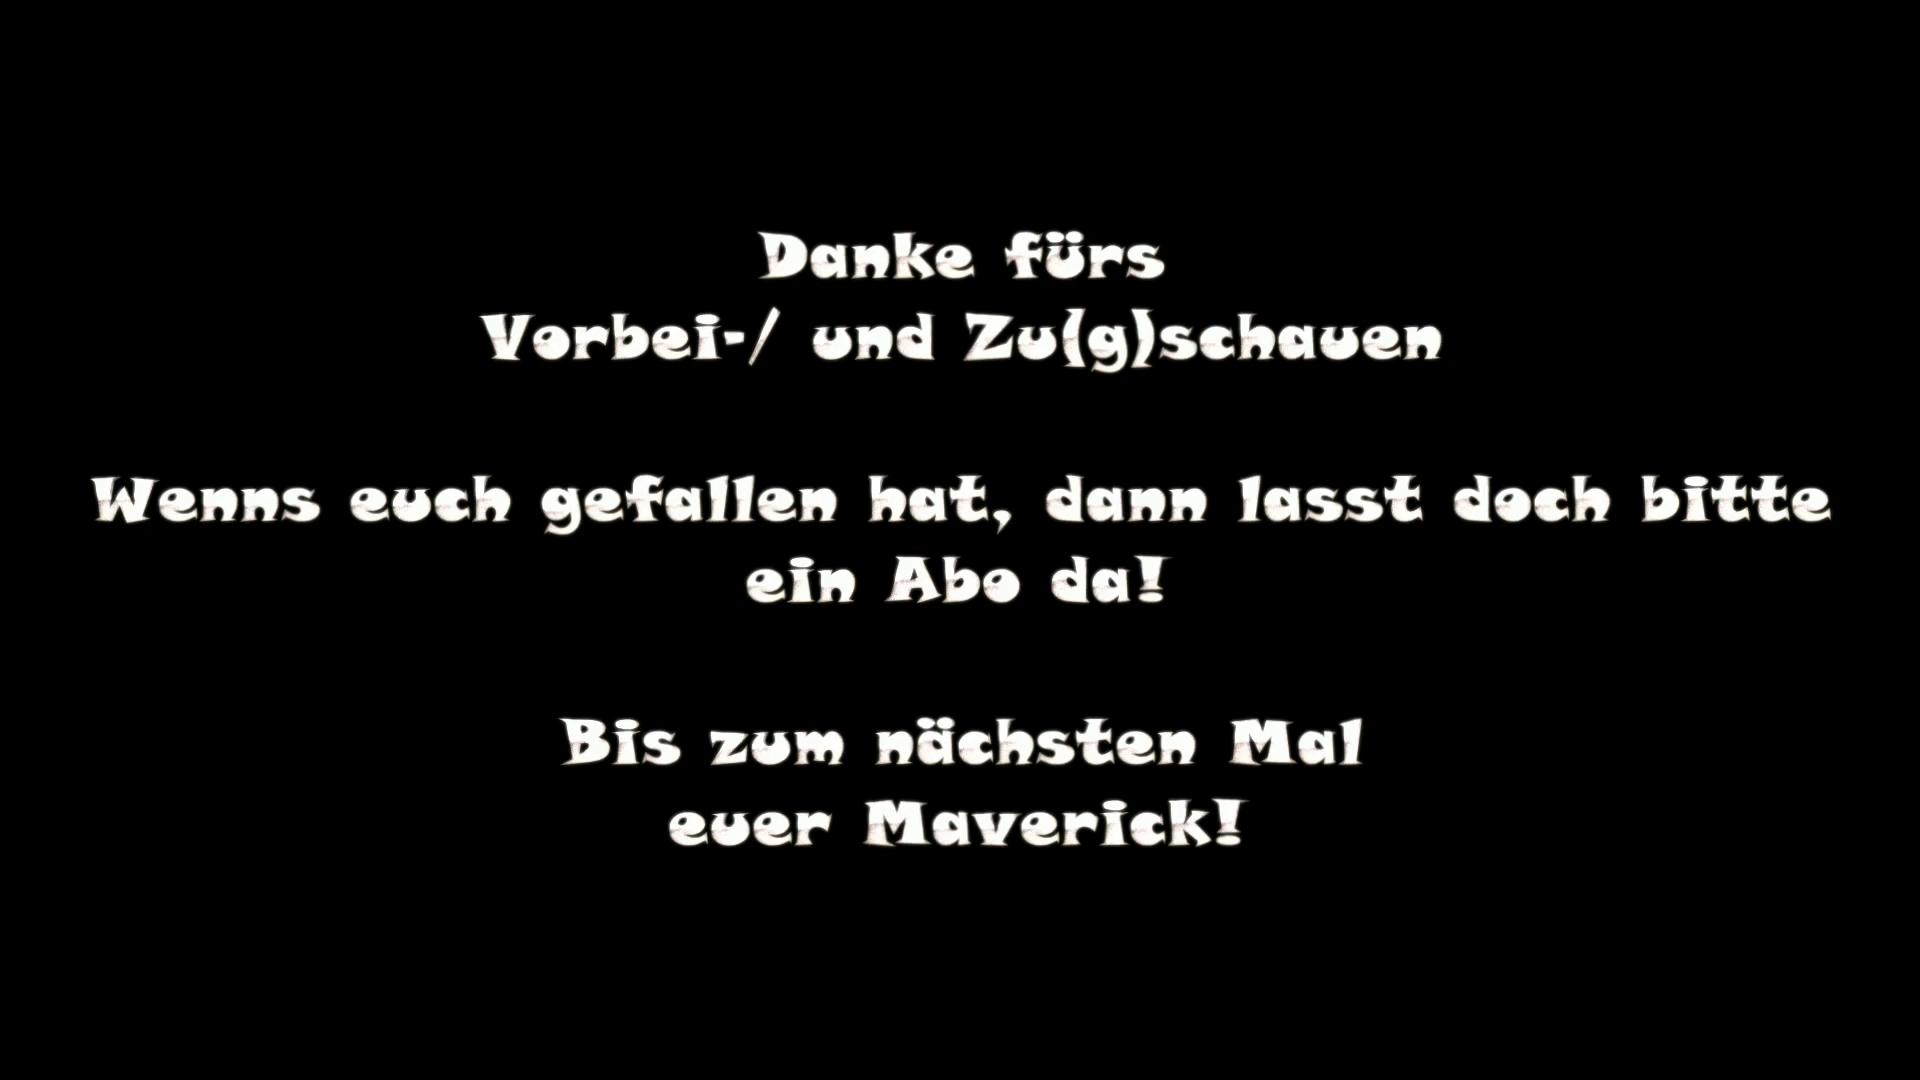 Danke fürs
Vorbei-/ und Zu(g)schauen
Wenns euch gefallen hat, dann lasst doch bitte
ein Abo da!
Bis zum nächsten Mal
euer Maverick!